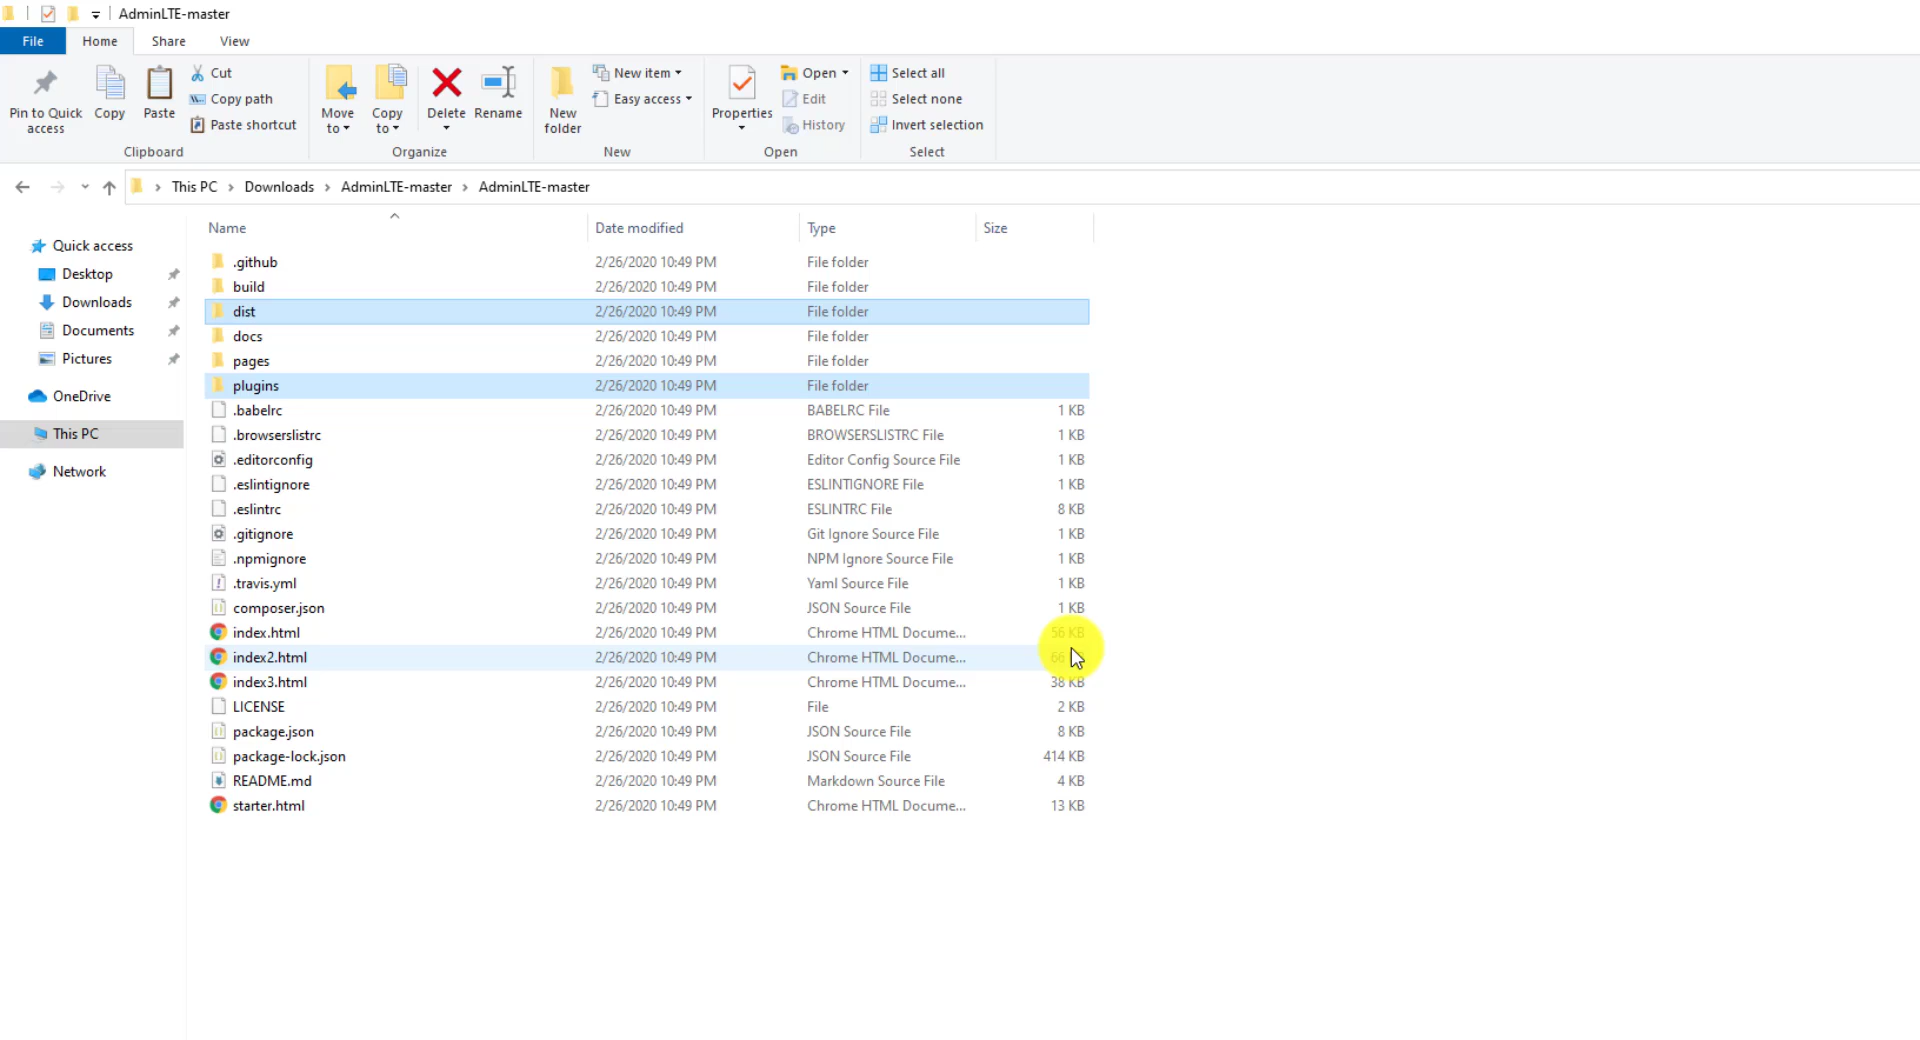 AdminLTE-master
File Home Share View
Pin to Quick access
Copy
Paste
Cut
Copy path
Paste shortcut
Clipboard
Move to
Copy to
Delete
Rename
Organize
New folder
New item
Easy access
New
Properties
Open
Edit
History
Open
Select all
Select none
Invert selection
Select
This PC > Downloads > AdminLTE-master > AdminLTE-master
Quick access
Desktop
Downloads
Documents
Pictures
OneDrive
This PC
Network
Name Date modified Type Size
.github 2/26/2020 10:49 PM File folder
build 2/26/2020 10:49 PM File folder
dist 2/26/2020 10:49 PM File folder
docs 2/26/2020 10:49 PM File folder
pages 2/26/2020 10:49 PM File folder
plugins 2/26/2020 10:49 PM File folder
.babelrc 2/26/2020 10:49 PM BABELRC File 1 KB
.browserslistrc 2/26/2020 10:49 PM BROWSERSLISTRC File 1 KB
.editorconfig 2/26/2020 10:49 PM Editor Config Source File 1 KB
.eslintignore 2/26/2020 10:49 PM ESLINTIGNORE File 1 KB
.eslintrc 2/26/2020 10:49 PM ESLINTRC File 8 KB
.gitignore 2/26/2020 10:49 PM Git Ignore Source File 1 KB
.npmignore 2/26/2020 10:49 PM NPM Ignore Source File 1 KB
.travis.yml 2/26/2020 10:49 PM Yaml Source File 1 KB
composer.json 2/26/2020 10:49 PM JSON Source File 1 KB
index.html 2/26/2020 10:49 PM Chrome HTML Docume... 56 KB
index2.html 2/26/2020 10:49 PM Chrome HTML Docume... 66
index3.html 2/26/2020 10:49 PM Chrome HTML Docume... 38 KB
LICENSE 2/26/2020 10:49 PM File 2 KB
package.json 2/26/2020 10:49 PM JSON Source File 8 KB
package-lock.json 2/26/2020 10:49 PM JSON Source File 414 KB
README.md 2/26/2020 10:49 PM Markdown Source File 4 KB
starter.html 2/26/2020 10:49 PM Chrome HTML Docume... 13 KB